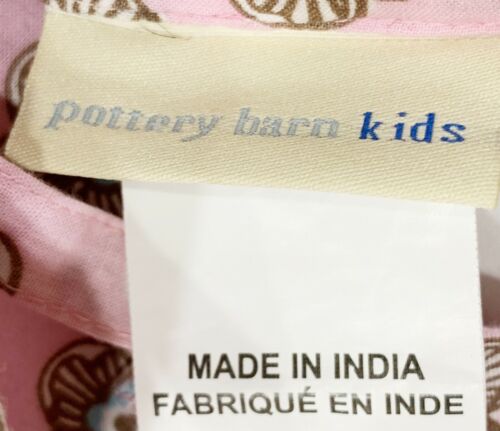 pottery barn kids
MADE IN INDIA
FABRIQUÉ EN INDE